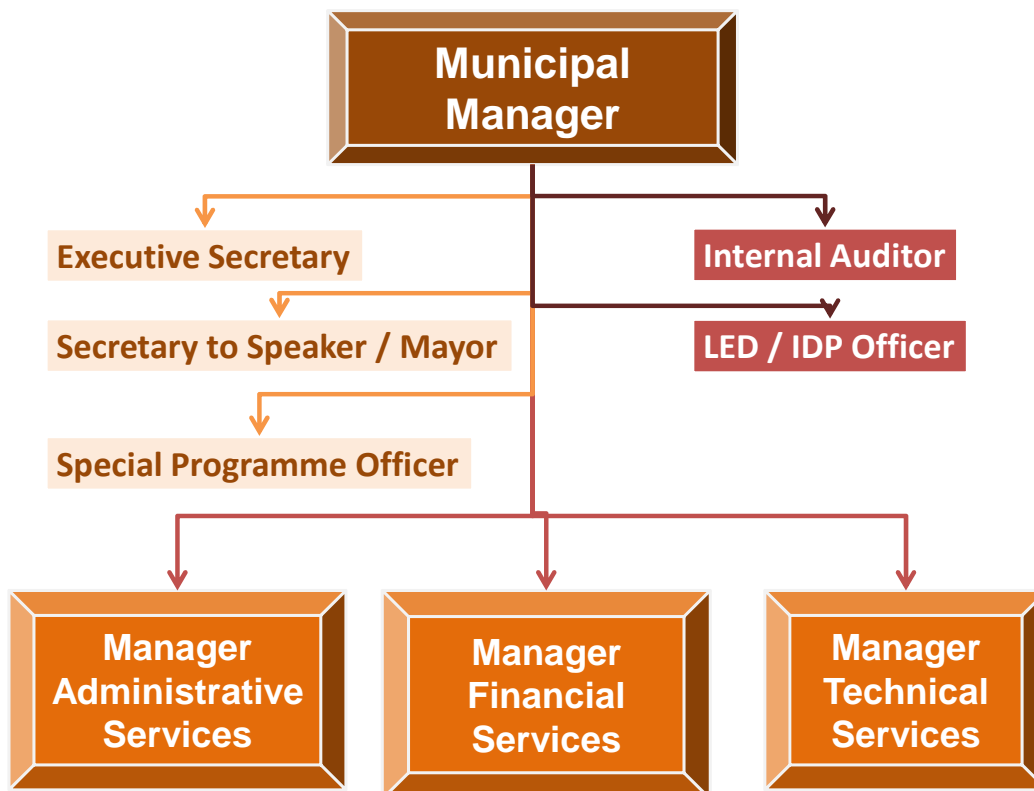 Municipal
Manager
Executive Secretary
Internal Auditor
Secretary to Speaker / Mayor
LED / IDP Officer
Special Programme Officer
Manager
Administrative
Services
Manager
Financial
Services
Manager
Technical
Services